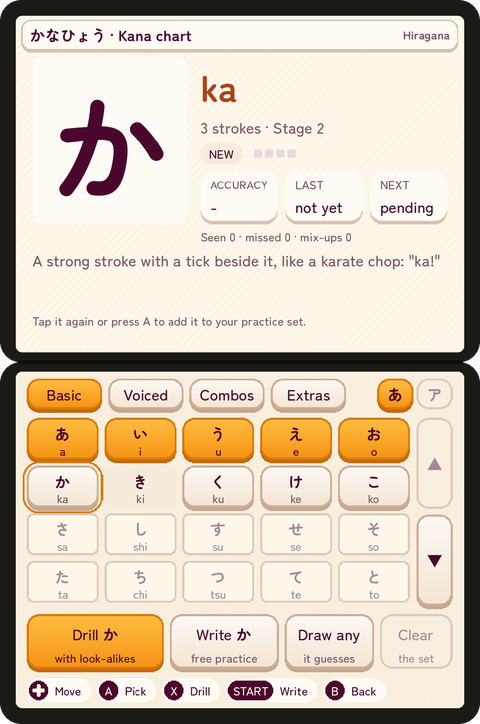 かなひょう · Kana chart
Hiragana
か
ka
3 strokes · Stage 2
NEW
ACCURACY
-
LAST
not yet
NEXT
pending
Seen 0 · missed 0 · mix-ups 0
A strong stroke with a tick beside it, like a karate chop: "ka!"
Tap it again or press A to add it to your practice set.
Basic
Voiced
Combos
Extras
あ
ア
あ
a
い
i
う
u
え
e
お
o
か
ka
き
ki
く
ku
け
ke
こ
ko
さ
sa
し
shi
す
su
せ
se
そ
so
た
ta
ち
chi
つ
tsu
て
te
と
to
Drill か
with look-alikes
Write か
free practice
Draw any
it guesses
Clear
the set
Move
A Pick
X Drill
START Write
B Back